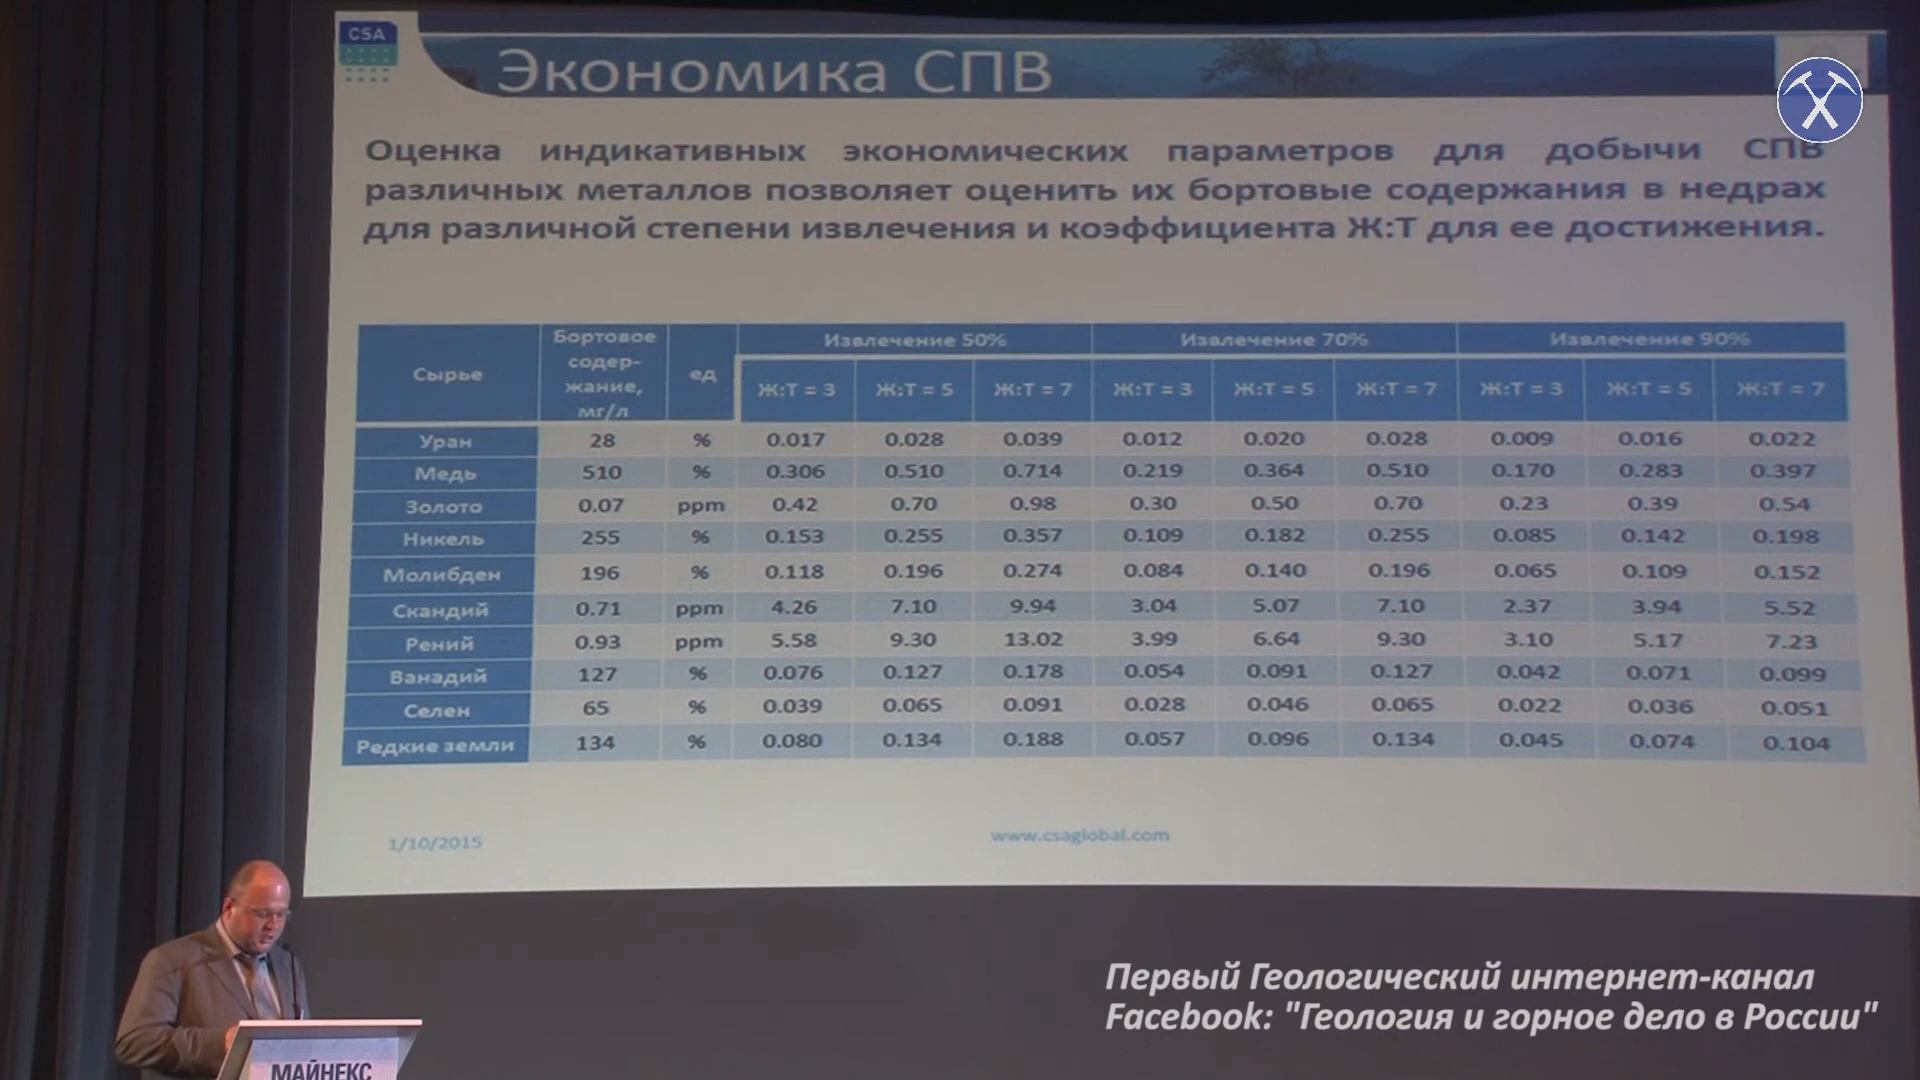 CSA
Экономика СПВ
Оценка индикативных экономических параметров для добычи СПВ
различных металлов позволяет оценить их бортовые содержания в недрах
для различной степени извлечения и коэффициента Ж:Т для ее достижения.
Сырье Бортовое содер-жание, мг/л ед Извлечение 50% Извлечение 70% Извлечение 90%
Ж:Т = 3 Ж:Т = 5 Ж:Т = 7 Ж:Т = 3 Ж:Т = 5 Ж:Т = 7 Ж:Т = 3 Ж:Т = 5 Ж:Т = 7
Уран 28 % 0.017 0.028 0.039 0.012 0.020 0.028 0.009 0.016 0.022
Медь 510 % 0.306 0.510 0.714 0.219 0.364 0.510 0.170 0.283 0.397
Золото 0.07 ppm 0.42 0.70 0.98 0.30 0.50 0.70 0.23 0.39 0.54
Никель 255 % 0.153 0.255 0.357 0.109 0.182 0.255 0.085 0.142 0.198
Молибден 196 % 0.118 0.196 0.274 0.084 0.140 0.196 0.065 0.109 0.152
Скандий 0.71 ppm 4.26 7.10 9.94 3.04 5.07 7.10 2.37 3.94 5.52
Рений 0.93 ppm 5.58 9.30 13.02 3.99 6.64 9.30 3.10 5.17 7.23
Ванадий 127 % 0.076 0.127 0.178 0.054 0.091 0.127 0.042 0.071 0.099
Селен 65 % 0.039 0.065 0.091 0.028 0.046 0.065 0.022 0.036 0.051
Редкие земли 134 % 0.080 0.134 0.188 0.057 0.096 0.134 0.045 0.074 0.104
1/10/2015
www.csaglobal.com
Первый Геологический интернет-канал
Facebook: "Геология и горное дело в России"
МАЙНЕКС